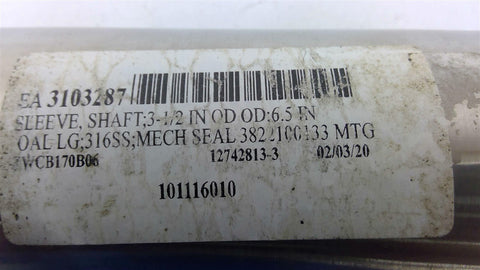 EA 3103287
SLEEVE, SHAFT;3-1/2 IN OD OD;6.5 IN
OAL LG;316SS;MECH SEAL 3822100133 MTG
WCB170B06 12742813-3 02/03/20
101116010